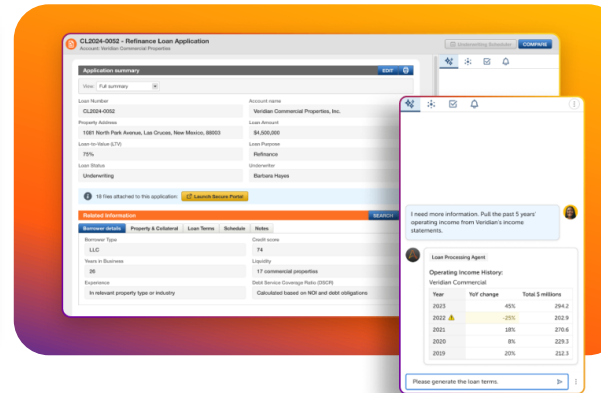 CL2024-0052 - Refinance Loan Application
Account: Veridian Commercial Properties
Underwriting Scheduler
COMPARE
Application summary
EDIT
View: Full summary
Loan Number
Account name
CL2024-0052
Veridian Commercial Properties, Inc.
Property Address
Loan Amount
1081 North Park Avenue, Las Cruces, New Mexico, 88003
$4,500,000
Loan-to-Value (LTV)
Loan Purpose
75%
Refinance
Loan Status
Underwriter
Underwriting
Barbara Hayes
10 files attached to this application:
Launch Secure Portal
Related Information
SEARCH
Borrower details Property & Collateral Loan Terms Schedule Notes
Borrower Type
Credit score
LLC
74
Years in Business
Liquidity
26
17 commercial properties
Experience
Debt Service Coverage Ratio (DSCR)
In relevant property type or industry
Calculated based on NOI and debt obligations
I need more information. Pull the past 5 years'
operating income from Veridian's income
statements.
Loan Processing Agent
Operating Income History:
Veridian Commercial
Year YoY change Total $ millions
2023 45% 294.2
2022 -25% 202.9
2021 18% 270.6
2020 8% 229.3
2019 20% 212.3
Please generate the loan terms.